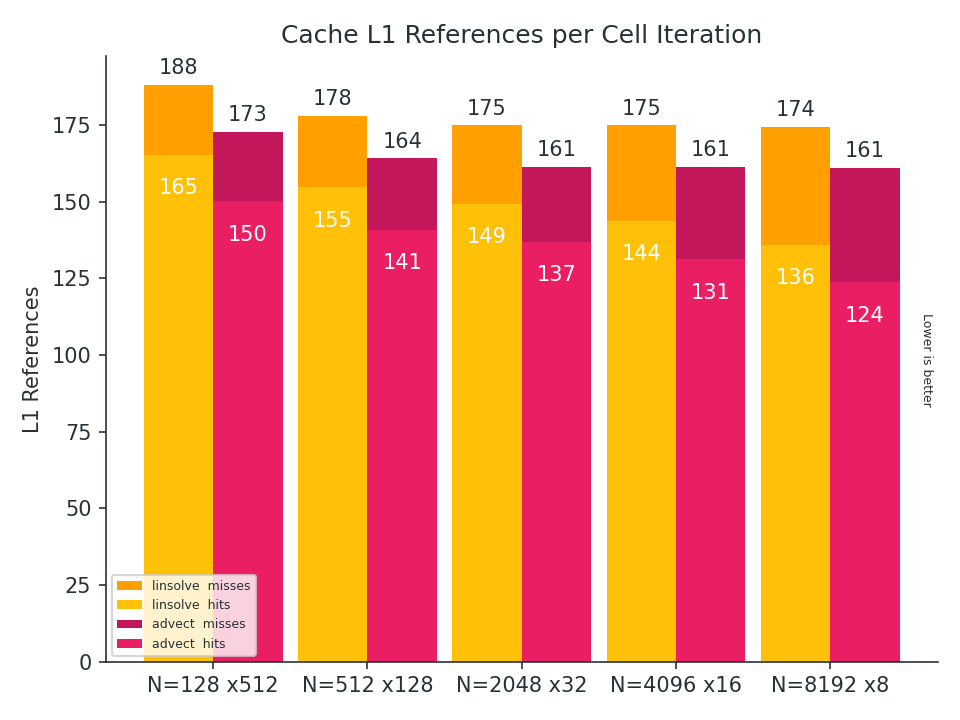 Cache L1 References per Cell Iteration
188
173
178
164
175
161
175
161
174
161
165
150
155
141
149
137
144
131
136
124
L1 References
175
150
125
100
75
50
25
0
Lower is better
linsolve  misses
linsolve  hits
advect  misses
advect  hits
N=128 x512
N=512 x128
N=2048 x32
N=4096 x16
N=8192 x8